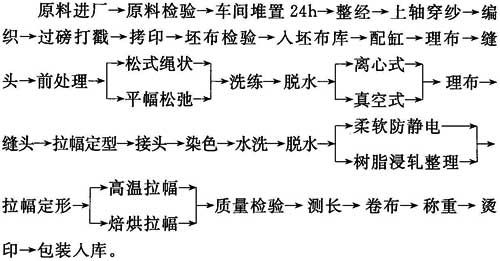 原料进厂→原料检验→车间堆置24h→整经→上轴穿纱→编
织→过磅打戳→拷印→坯布检验→入坯布库→配缸→理布→缝
松式绳状 离心式
头→前处理→ →洗练→脱水→ →理布→
平幅松弛 真空式
柔软防静电
缝头→拉幅定型→接头→染色→水洗→脱水→ →
树脂浸轧整理
高温拉幅
拉幅定形→ →质量检验→测长→卷布→称重→烫
焙烘拉幅
印→包装入库。